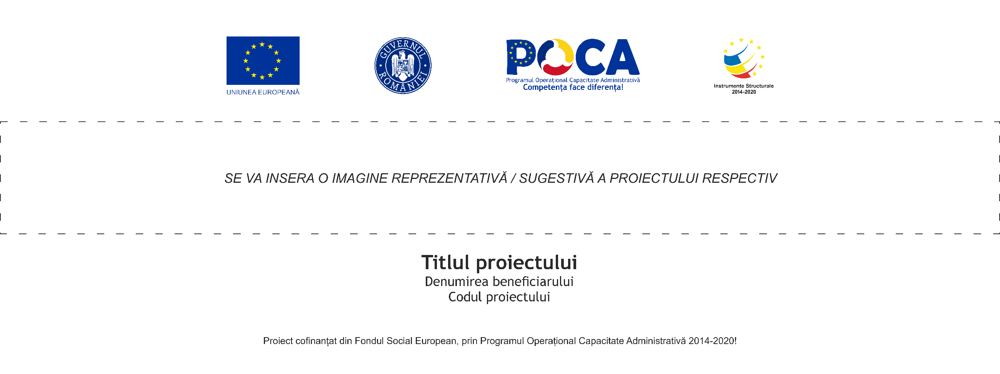 GUVERNUL ROMÂNIEI
POCA
UNIUNEA EUROPEANĂ
Programul Operațional Capacitate Administrativă
Competența face diferența!
Instrumente Structurale
2014-2020
SE VA INSERA O IMAGINE REPREZENTATIVĂ / SUGESTIVĂ A PROIECTULUI RESPECTIV
Titlul proiectului
Denumirea beneficiarului
Codul proiectului
Proiect cofinanțat din Fondul Social European, prin Programul Operațional Capacitate Administrativă 2014-2020!